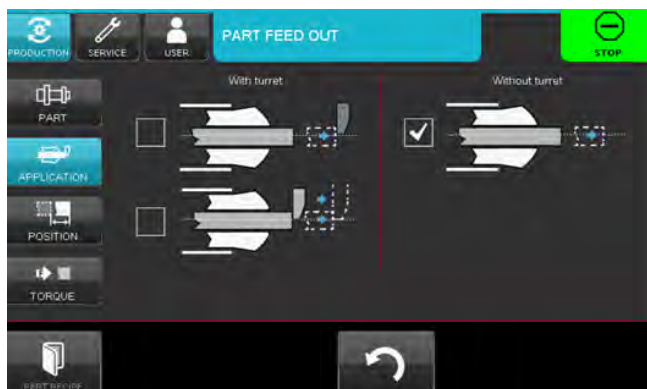 PRODUCTION
SERVICE
USER
PART FEED OUT
STOP
With turret
Without turret
PART
APPLICATION
POSITION
TORQUE
PART RECIPE